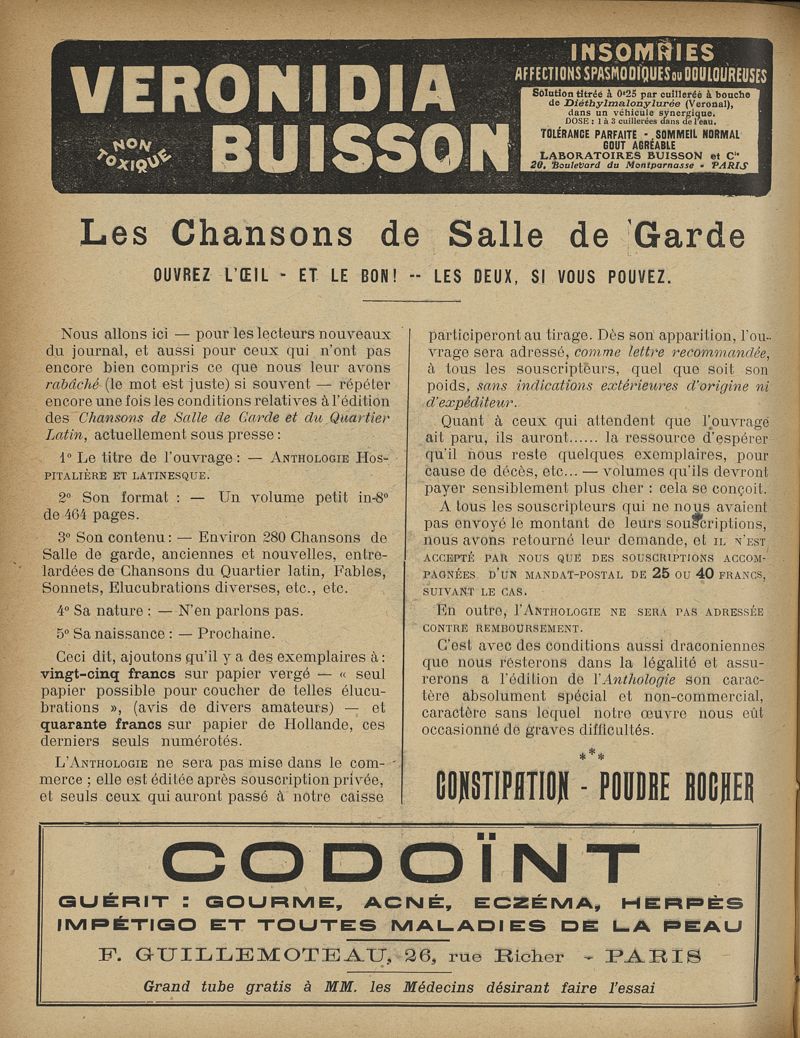 VERONIDIA
BUISSON
NON
TOXIQUE
INSOMNIES
AFFECTIONS SPASMODIQUES OU DOULOUREUSES
Solution titrée à 0g25 par cuillerée à bouche
de Diéthylmalonylurée (Veronal),
dans un véhicule synergique.
DOSE : 1 à 3 cuillerées dans de l'eau.
TOLÉRANCE PARFAITE - SOMMEIL NORMAL
GOUT AGRÉABLE
LABORATOIRES BUISSON et Cie
20, Boulevard du Montparnasse - PARIS
Les Chansons de Salle de Garde
OUVREZ L'ŒIL - ET LE BON! -- LES DEUX, SI VOUS POUVEZ.
Nous allons ici — pour les lecteurs nouveaux
du journal, et aussi pour ceux qui n'ont pas
encore bien compris ce que nous leur avons
rabâché (le mot est juste) si souvent — répéter
encore une fois les conditions relatives à l'édition
des Chansons de Salle de Garde et du Quartier
Latin, actuellement sous presse :
1º Le titre de l'ouvrage : — ANTHOLOGIE HOS-
PITALIÈRE ET LATINESQUE.
2º Son format : — Un volume petit in-8º
de 464 pages.
3º Son contenu : — Environ 280 Chansons de
Salle de garde, anciennes et nouvelles, entre-
lardées de Chansons du Quartier latin, Fables,
Sonnets, Elucubrations diverses, etc., etc.
4º Sa nature : — N'en parlons pas.
5º Sa naissance : — Prochaine.
Ceci dit, ajoutons qu'il y a des exemplaires à :
vingt-cinq francs sur papier vergé — « seul
papier possible pour coucher de telles élucu-
brations », (avis de divers amateurs) — et
quarante francs sur papier de Hollande, ces
derniers seuls numérotés.
L'ANTHOLOGIE ne sera pas mise dans le com-
merce ; elle est éditée après souscription privée,
et seuls ceux qui auront passé à notre caisse
participeront au tirage. Dès son apparition, l'ou-
vrage sera adressé, comme lettre recommandée,
à tous les souscripteurs, quel que soit son
poids, sans indications extérieures d'origine ni
d'expéditeur.
Quant à ceux qui attendent que l'ouvrage
ait paru, ils auront...... la ressource d'espérer
qu'il nous reste quelques exemplaires, pour
cause de décès, etc... — volumes qu'ils devront
payer sensiblement plus cher : cela se conçoit.
A tous les souscripteurs qui ne nous avaient
pas envoyé le montant de leurs souscriptions,
nous avons retourné leur demande, et IL N'EST
ACCEPTÉ PAR NOUS QUE DES SOUSCRIPTIONS ACCOM-
PAGNÉES D'UN MANDAT-POSTAL DE 25 OU 40 FRANCS,
SUIVANT LE CAS.
En outre, l'ANTHOLOGIE NE SERA PAS ADRESSÉE
CONTRE REMBOURSEMENT.
C'est avec des conditions aussi draconiennes
que nous resterons dans la légalité et assu-
rerons à l'édition de l'Anthologie son carac-
tère absolument spécial et non-commercial,
caractère sans lequel notre œuvre nous eût
occasionné de graves difficultés.
***
CONSTIPATION - POUDRE ROCHER
CODOÏNT
GUÉRIT : GOURME, ACNÉ, ECZÉMA, HERPÈS
IMPÉTIGO ET TOUTES MALADIES DE LA PEAU
F. GUILLEMOTEAU, 26, rue Richer - PARIS
Grand tube gratis à MM. les Médecins désirant faire l'essai